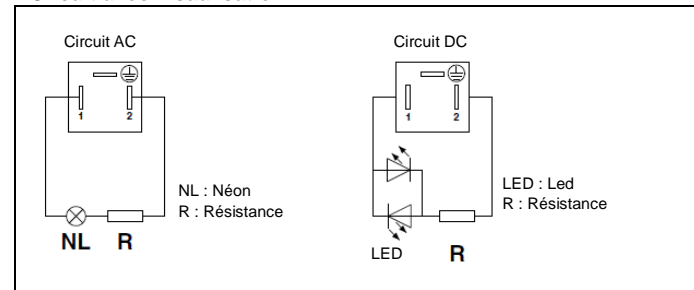 Circuit AC
1 2
NL : Néon
R : Résistance
NL R
Circuit DC
1 2
LED : Led
R : Résistance
LED R